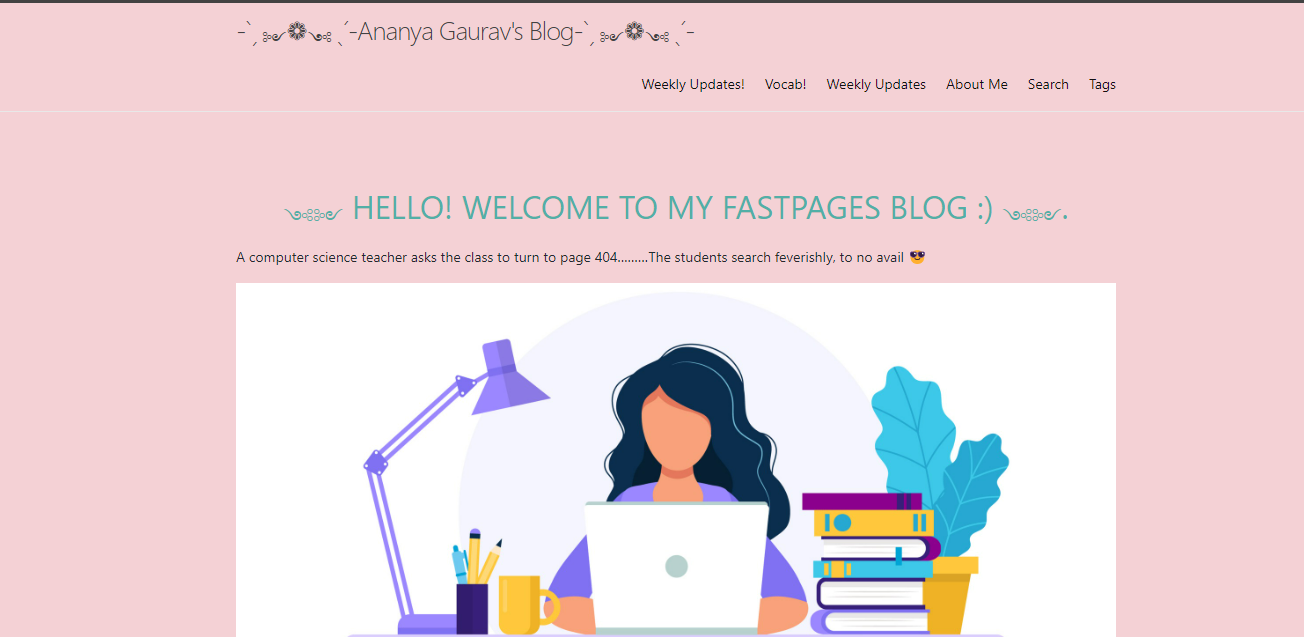 -ˋˏ ༻❁༺ ˎˊ-Ananya Gaurav's Blog-ˋˏ ༻❁༺ ˎˊ-
Weekly Updates! Vocab! Weekly Updates About Me Search Tags
༺༻ HELLO! WELCOME TO MY FASTPAGES BLOG :) ༺༻.
A computer science teacher asks the class to turn to page 404.........The students search feverishly, to no avail 😎